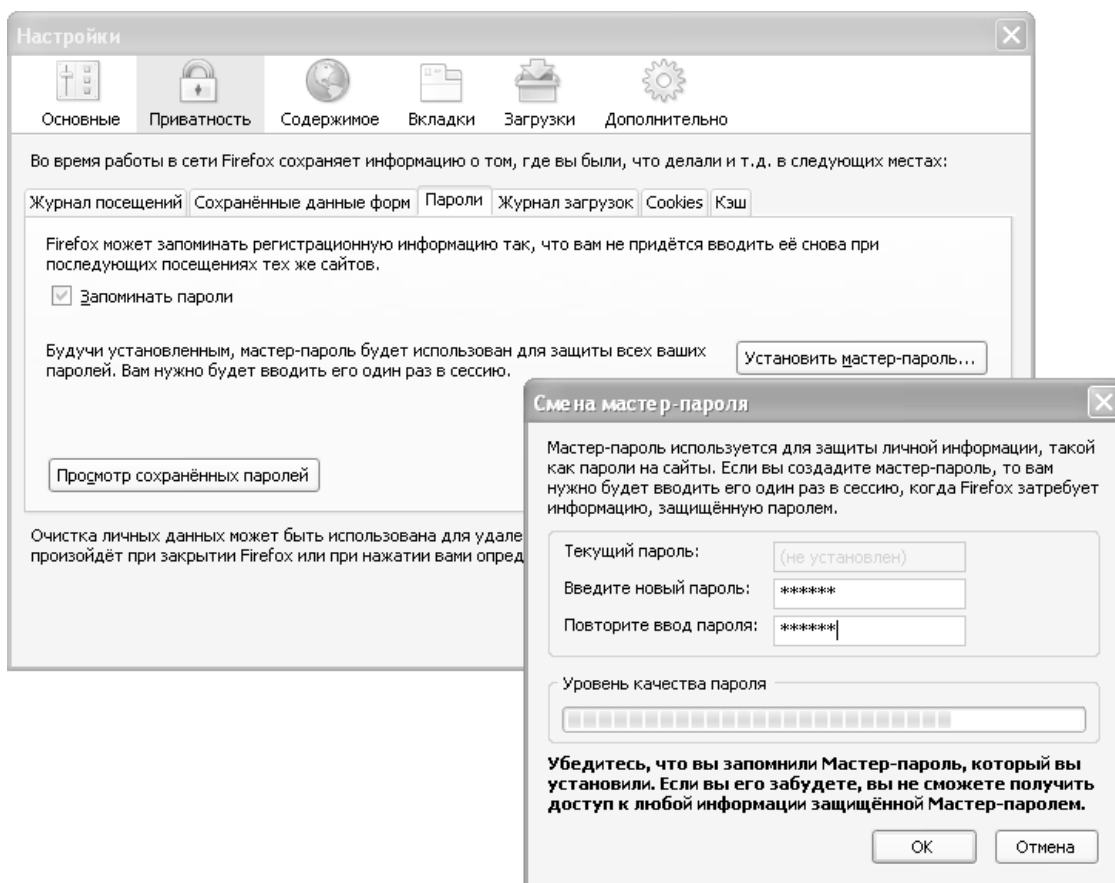 Настройки
Основные Приватность Содержимое Вкладки Загрузки Дополнительно
Во время работы в сети Firefox сохраняет информацию о том, где вы были, что делали и т.д. в следующих местах:
Журнал посещений Сохранённые данные форм Пароли Журнал загрузок Cookies Кэш
Firefox может запоминать регистрационную информацию так, что вам не придётся вводить её снова при
последующих посещениях тех же сайтов.
Запоминать пароли
Будучи установленным, мастер-пароль будет использован для защиты всех ваших
паролей. Вам нужно будет вводить его один раз в сессию.
Установить мастер-пароль...
Просмотр сохранённых паролей
Очистка личных данных может быть использована для удале
произойдёт при закрытии Firefox или при нажатии вами опред
Смена мастер-пароля
Мастер-пароль используется для защиты личной информации, такой
как пароли на сайты. Если вы создадите мастер-пароль, то вам
нужно будет вводить его один раз в сессию, когда Firefox затребует
информацию, защищённую паролем.
Текущий пароль: (не установлен)
Введите новый пароль: ******
Повторите ввод пароля: ******
Уровень качества пароля
Убедитесь, что вы запомнили Мастер-пароль, который вы
установили. Если вы его забудете, вы не сможете получить
доступ к любой информации защищённой Мастер-паролем.
OK Отмена